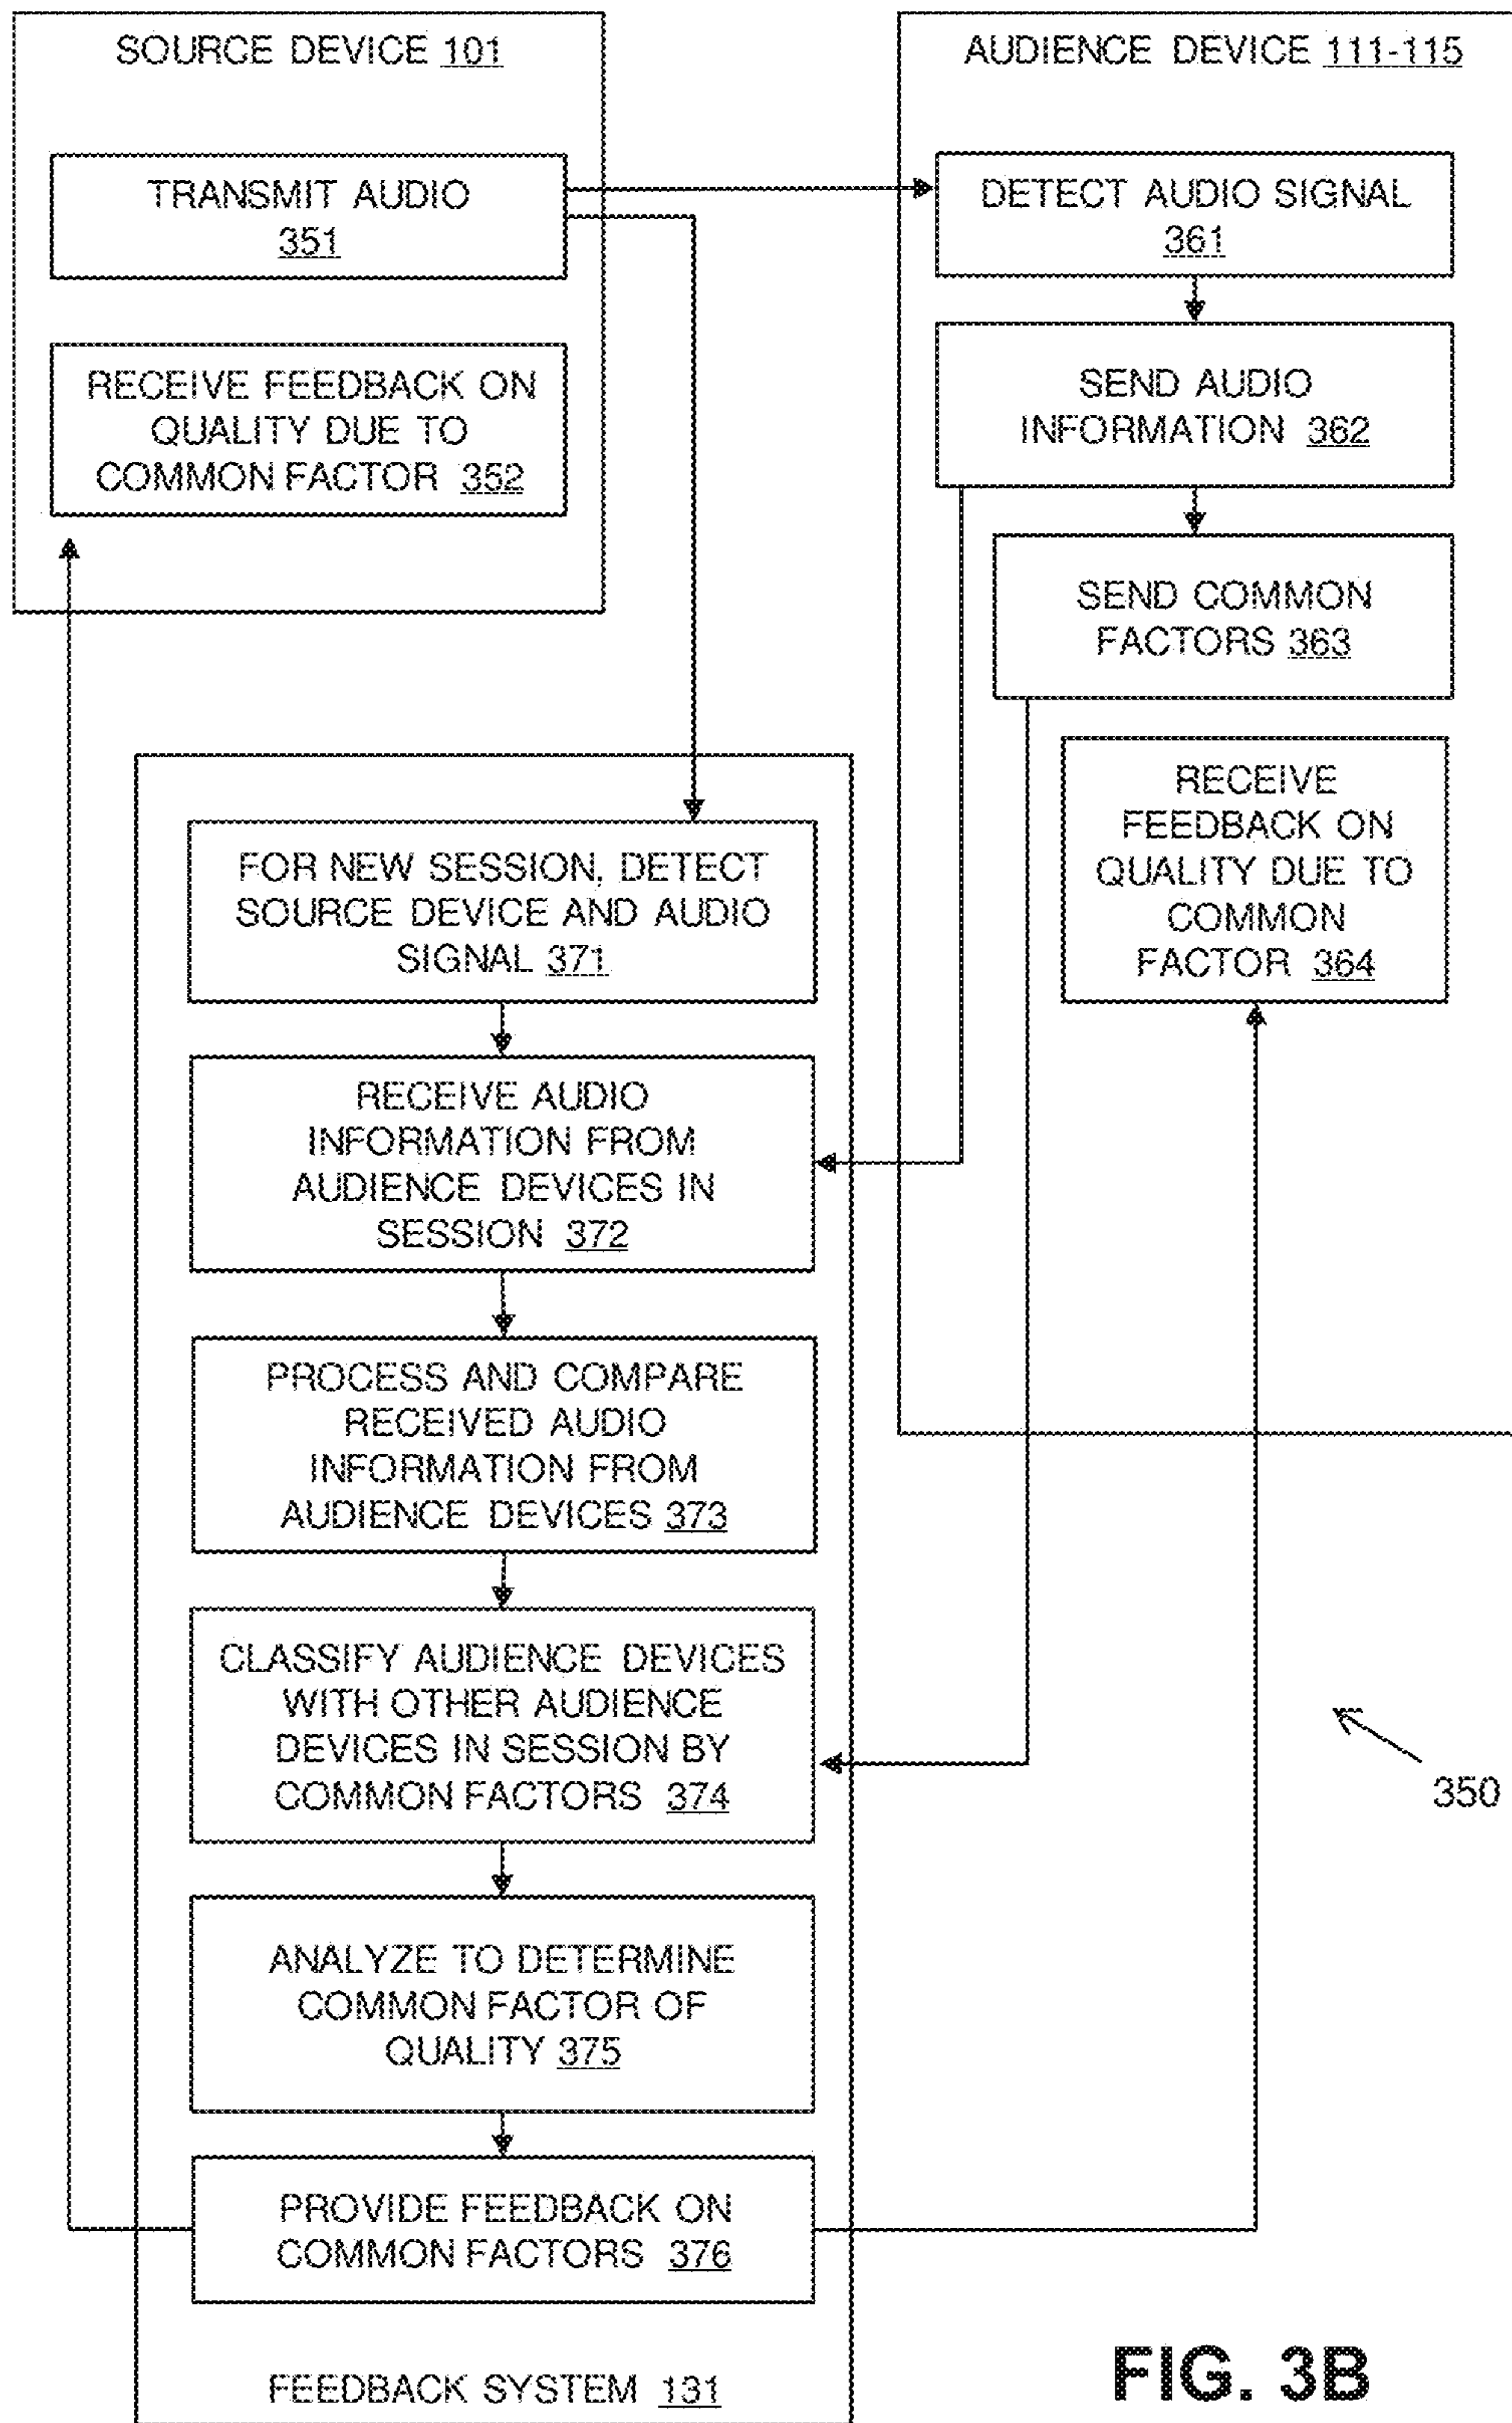 SOURCE DEVICE 101
TRANSMIT AUDIO
351
RECEIVE FEEDBACK ON
QUALITY DUE TO
COMMON FACTOR 352
AUDIENCE DEVICE 111-115
DETECT AUDIO SIGNAL
361
SEND AUDIO
INFORMATION 362
SEND COMMON
FACTORS 363
RECEIVE
FEEDBACK ON
QUALITY DUE TO
COMMON
FACTOR 364
FOR NEW SESSION, DETECT
SOURCE DEVICE AND AUDIO
SIGNAL 371
RECEIVE AUDIO
INFORMATION FROM
AUDIENCE DEVICES IN
SESSION 372
PROCESS AND COMPARE
RECEIVED AUDIO
INFORMATION FROM
AUDIENCE DEVICES 373
CLASSIFY AUDIENCE DEVICES
WITH OTHER AUDIENCE
DEVICES IN SESSION BY
COMMON FACTORS 374
ANALYZE TO DETERMINE
COMMON FACTOR OF
QUALITY 375
PROVIDE FEEDBACK ON
COMMON FACTORS 376
FEEDBACK SYSTEM 131
350
FIG. 3B